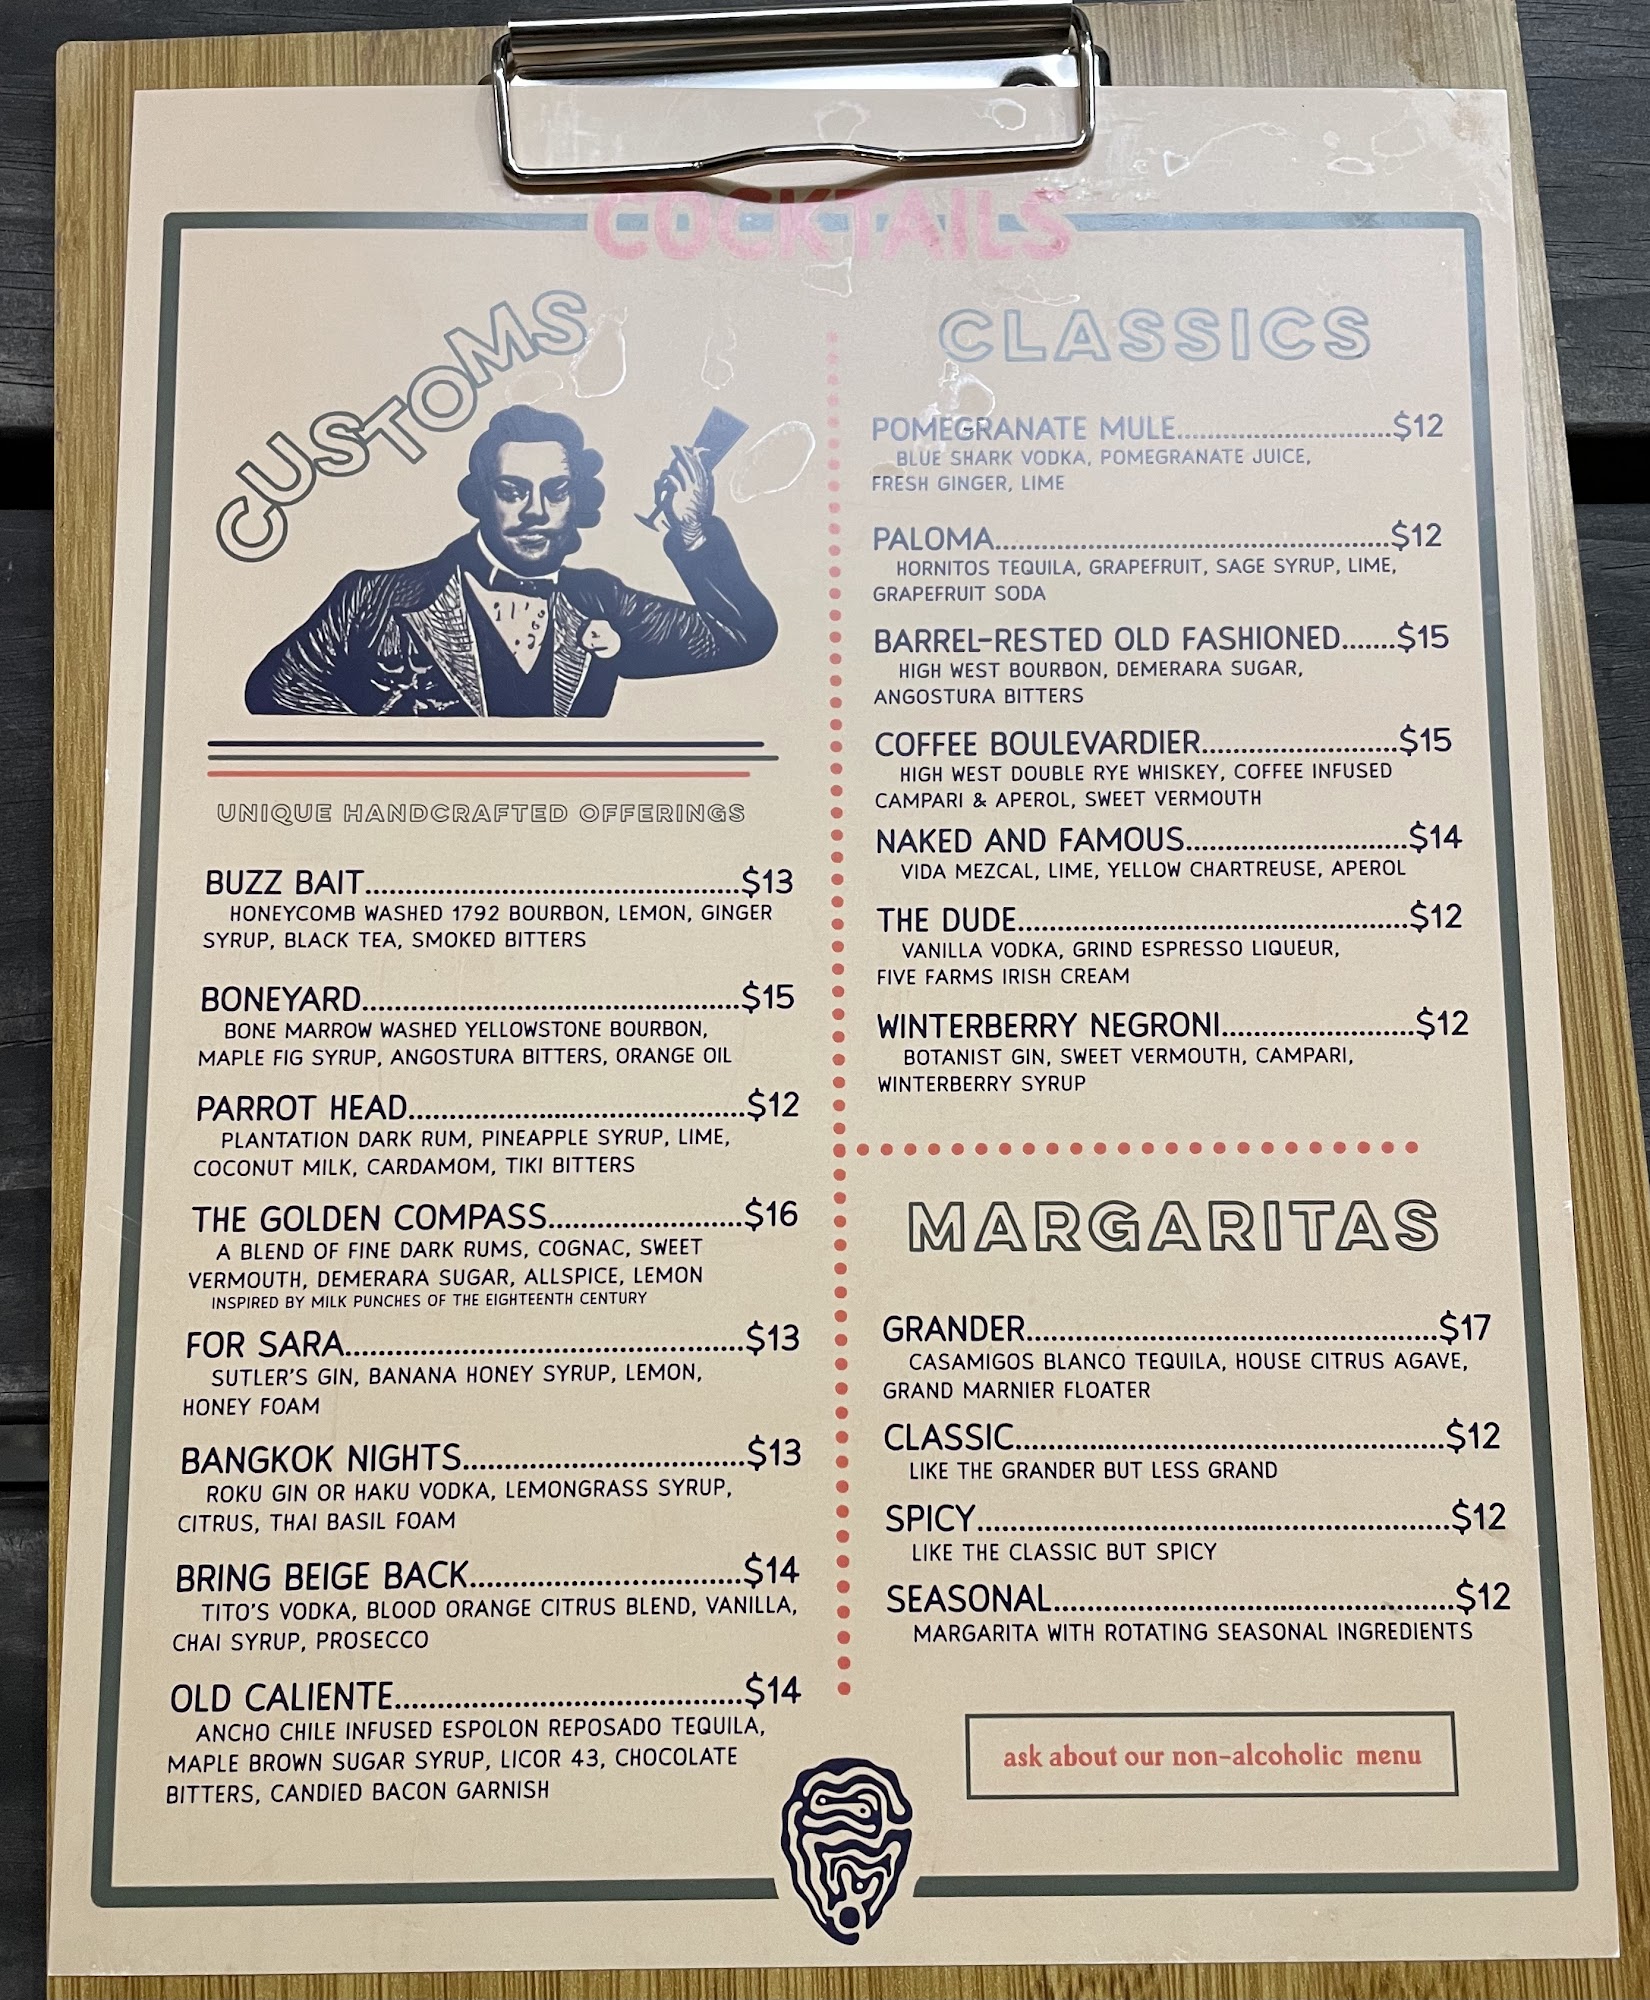 COCKTAILS
CUSTOMS
UNIQUE HANDCRAFTED OFFERINGS
BUZZ BAIT...............$13
HONEYCOMB WASHED 1792 BOURBON, LEMON, GINGER
SYRUP, BLACK TEA, SMOKED BITTERS
BONEYARD...............$15
BONE MARROW WASHED YELLOWSTONE BOURBON,
MAPLE FIG SYRUP, ANGOSTURA BITTERS, ORANGE OIL
PARROT HEAD...............$12
PLANTATION DARK RUM, PINEAPPLE SYRUP, LIME,
COCONUT MILK, CARDAMOM, TIKI BITTERS
THE GOLDEN COMPASS...............$16
A BLEND OF FINE DARK RUMS, COGNAC, SWEET
VERMOUTH, DEMERARA SUGAR, ALLSPICE, LEMON
INSPIRED BY MILK PUNCHES OF THE EIGHTEENTH CENTURY
FOR SARA...............$13
SUTLER'S GIN, BANANA HONEY SYRUP, LEMON,
HONEY FOAM
BANGKOK NIGHTS...............$13
ROKU GIN OR HAKU VODKA, LEMONGRASS SYRUP,
CITRUS, THAI BASIL FOAM
BRING BEIGE BACK...............$14
TITO'S VODKA, BLOOD ORANGE CITRUS BLEND, VANILLA,
CHAI SYRUP, PROSECCO
OLD CALIENTE...............$14
ANCHO CHILE INFUSED ESPOLON REPOSADO TEQUILA,
MAPLE BROWN SUGAR SYRUP, LICOR 43, CHOCOLATE
BITTERS, CANDIED BACON GARNISH
CLASSICS
POMEGRANATE MULE...............$12
BLUE SHARK VODKA, POMEGRANATE JUICE,
FRESH GINGER, LIME
PALOMA...............$12
HORNITOS TEQUILA, GRAPEFRUIT, SAGE SYRUP, LIME,
GRAPEFRUIT SODA
BARREL-RESTED OLD FASHIONED.......$15
HIGH WEST BOURBON, DEMERARA SUGAR,
ANGOSTURA BITTERS
COFFEE BOULEVARDIER...............$15
HIGH WEST DOUBLE RYE WHISKEY, COFFEE INFUSED
CAMPARI & APEROL, SWEET VERMOUTH
NAKED AND FAMOUS...............$14
VIDA MEZCAL, LIME, YELLOW CHARTREUSE, APEROL
THE DUDE...............$12
VANILLA VODKA, GRIND ESPRESSO LIQUEUR,
FIVE FARMS IRISH CREAM
WINTERBERRY NEGRONI...............$12
BOTANIST GIN, SWEET VERMOUTH, CAMPARI,
WINTERBERRY SYRUP
MARGARITAS
GRANDER...............$17
CASAMIGOS BLANCO TEQUILA, HOUSE CITRUS AGAVE,
GRAND MARNIER FLOATER
CLASSIC...............$12
LIKE THE GRANDER BUT LESS GRAND
SPICY...............$12
LIKE THE CLASSIC BUT SPICY
SEASONAL...............$12
MARGARITA WITH ROTATING SEASONAL INGREDIENTS
ask about our non-alcoholic menu